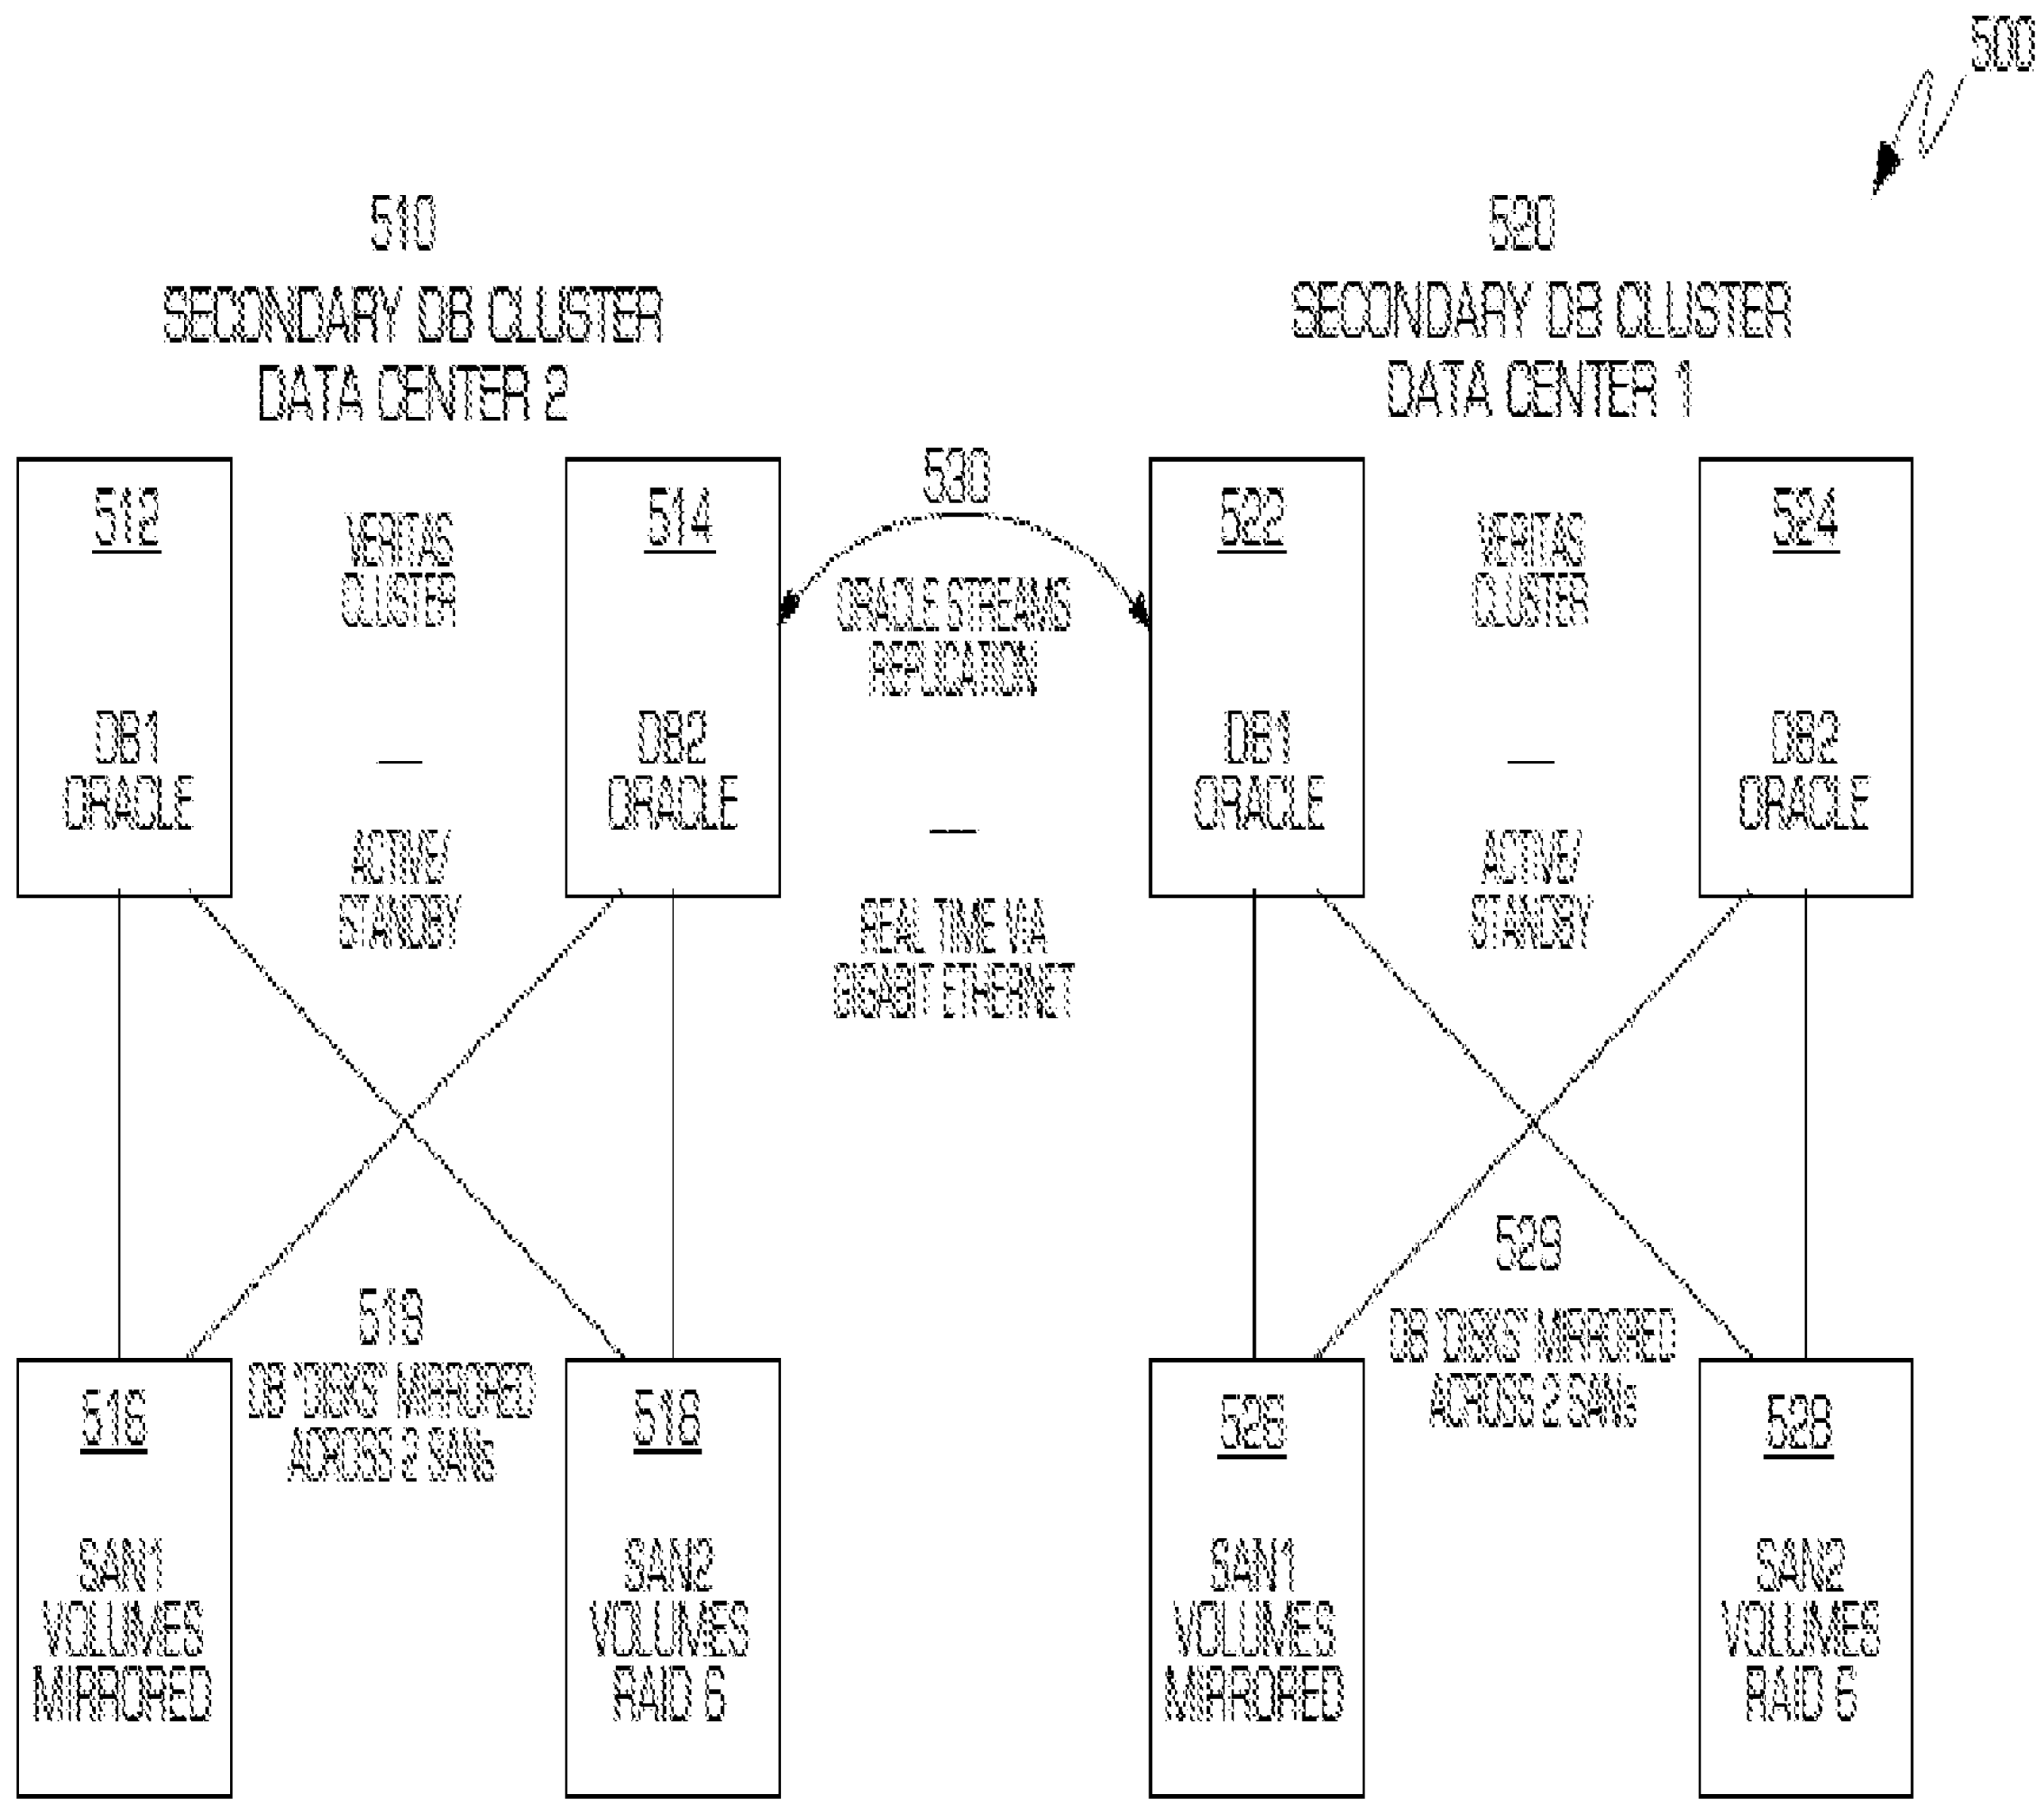 500
510
SECONDARY DB CLUSTER
DATA CENTER 2
520
SECONDARY DB CLUSTER
DATA CENTER 1
512
DB1
ORACLE
VERITAS
CLUSTER
—
ACTIVE/
STANDBY
514
DB2
ORACLE
530
ORACLE STREAMS
REPLICATION
—
REAL TIME VIA
GIGABIT ETHERNET
522
DB1
ORACLE
VERITAS
CLUSTER
—
ACTIVE/
STANDBY
524
DB2
ORACLE
516
SAN1
VOLUMES
MIRRORED
519
DB "DISKS" MIRRORED
ACROSS 2 SANs
518
SAN2
VOLUMES
RAID 6
526
SAN1
VOLUMES
MIRRORED
529
DB "DISKS" MIRRORED
ACROSS 2 SANs
528
SAN2
VOLUMES
RAID 6